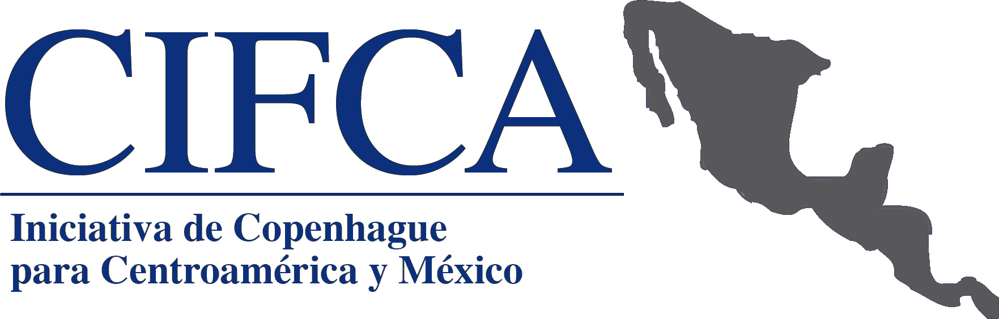 CIFCA
Iniciativa de Copenhague
para Centroamérica y México